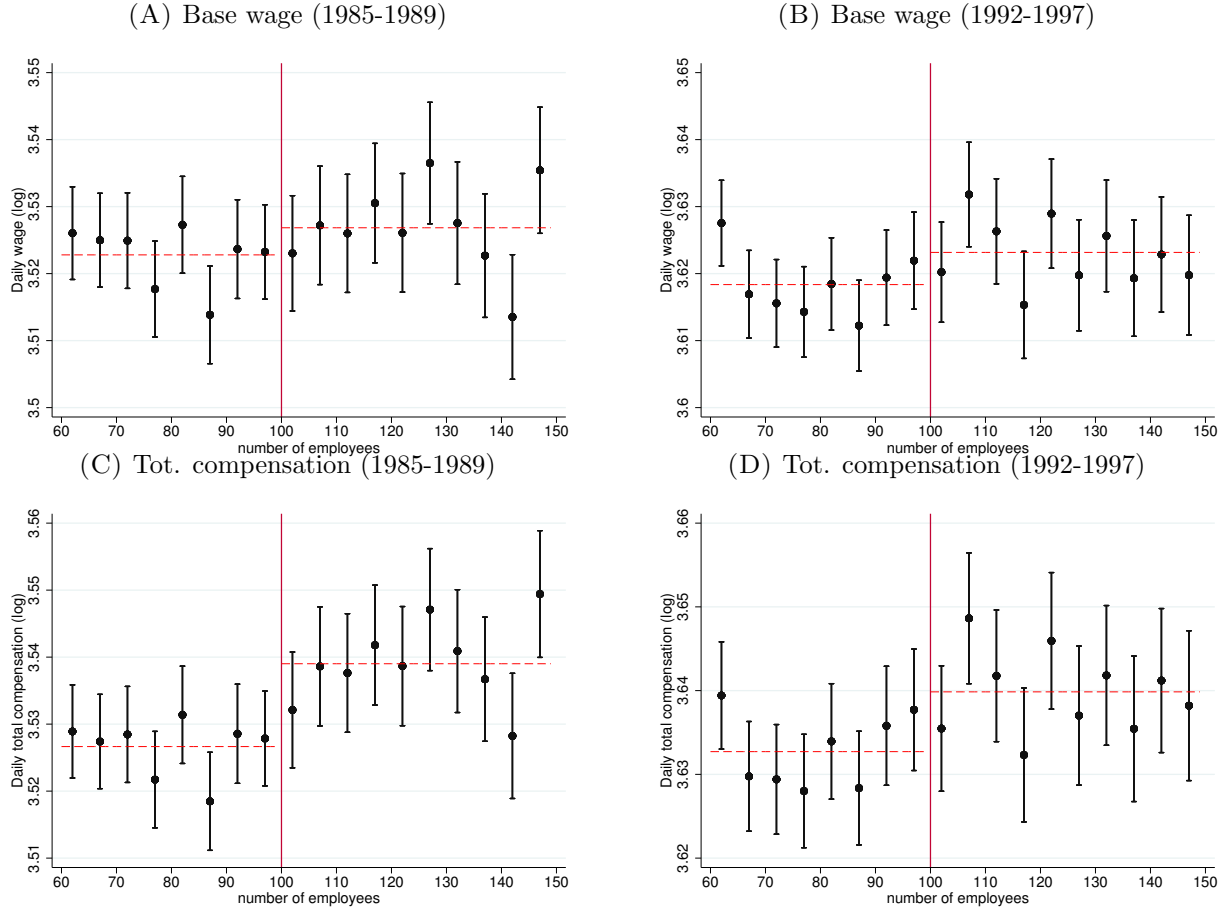 (A) Base wage (1985-1989)
Daily wage (log)
3.55
3.54
3.53
3.52
3.51
3.5
60 70 80 90 100 110 120 130 140 150
number of employees
(B) Base wage (1992-1997)
Daily wage (log)
3.65
3.64
3.63
3.62
3.61
3.6
60 70 80 90 100 110 120 130 140 150
number of employees
(C) Tot. compensation (1985-1989)
Daily total compensation (log)
3.56
3.55
3.54
3.53
3.52
3.51
60 70 80 90 100 110 120 130 140 150
number of employees
(D) Tot. compensation (1992-1997)
Daily total compensation (log)
3.66
3.65
3.64
3.63
3.62
60 70 80 90 100 110 120 130 140 150
number of employees